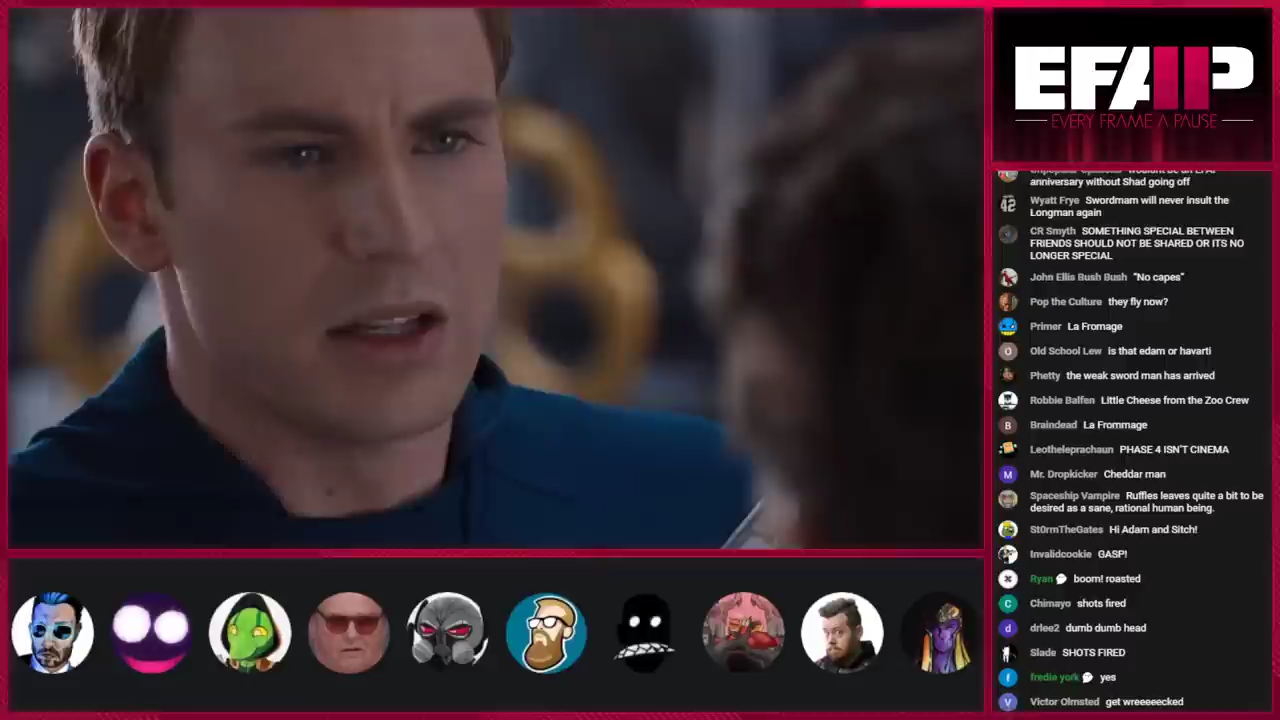 EFAP
EVERY FRAME A PAUSE
anniversary without Shad going off
Wyatt Frye Swordmam will never insult the
Longman again
CR Smyth SOMETHING SPECIAL BETWEEN
FRIENDS SHOULD NOT BE SHARED OR ITS NO
LONGER SPECIAL
John Ellis Bush Bush "No capes"
Pop the Culture they fly now?
Primer La Fromage
Old School Lew is that edam or havarti
Phetty the weak sword man has arrived
Robbie Balfen Little Cheese from the Zoo Crew
Braindead La Frommage
Leotheleprachaun PHASE 4 ISN'T CINEMA
Mr. Dropkicker Cheddar man
Spaceship Vampire Ruffles leaves quite a bit to be
desired as a sane, rational human being.
St0rmTheGates Hi Adam and Sitch!
Invalidcookie GASP!
Ryan boom! roasted
Chimayo shots fired
drlee2 dumb dumb head
Slade SHOTS FIRED
fredie york yes
Victor Olmsted get wreeeeecked